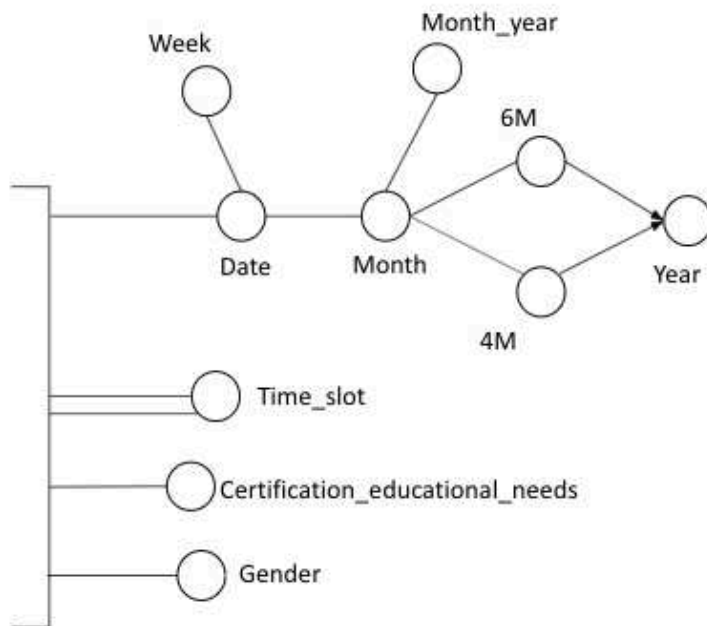 Week
Month_year
6M
Date
Month
Year
4M
Time_slot
Certification_educational_needs
Gender